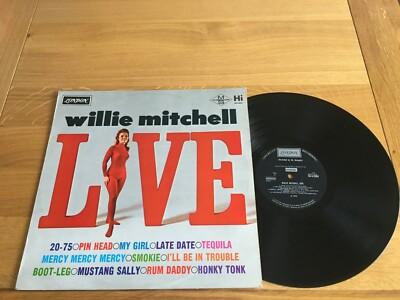 LONDON
Hi
willie mitchell
LIVE
20-75 PIN HEAD MY GIRL LATE DATE TEQUILA
MERCY MERCY MERCY SMOKIE I'LL BE IN TROUBLE
BOOT-LEG MUSTANG SALLY RUM DADDY HONKY TONK
LONDON